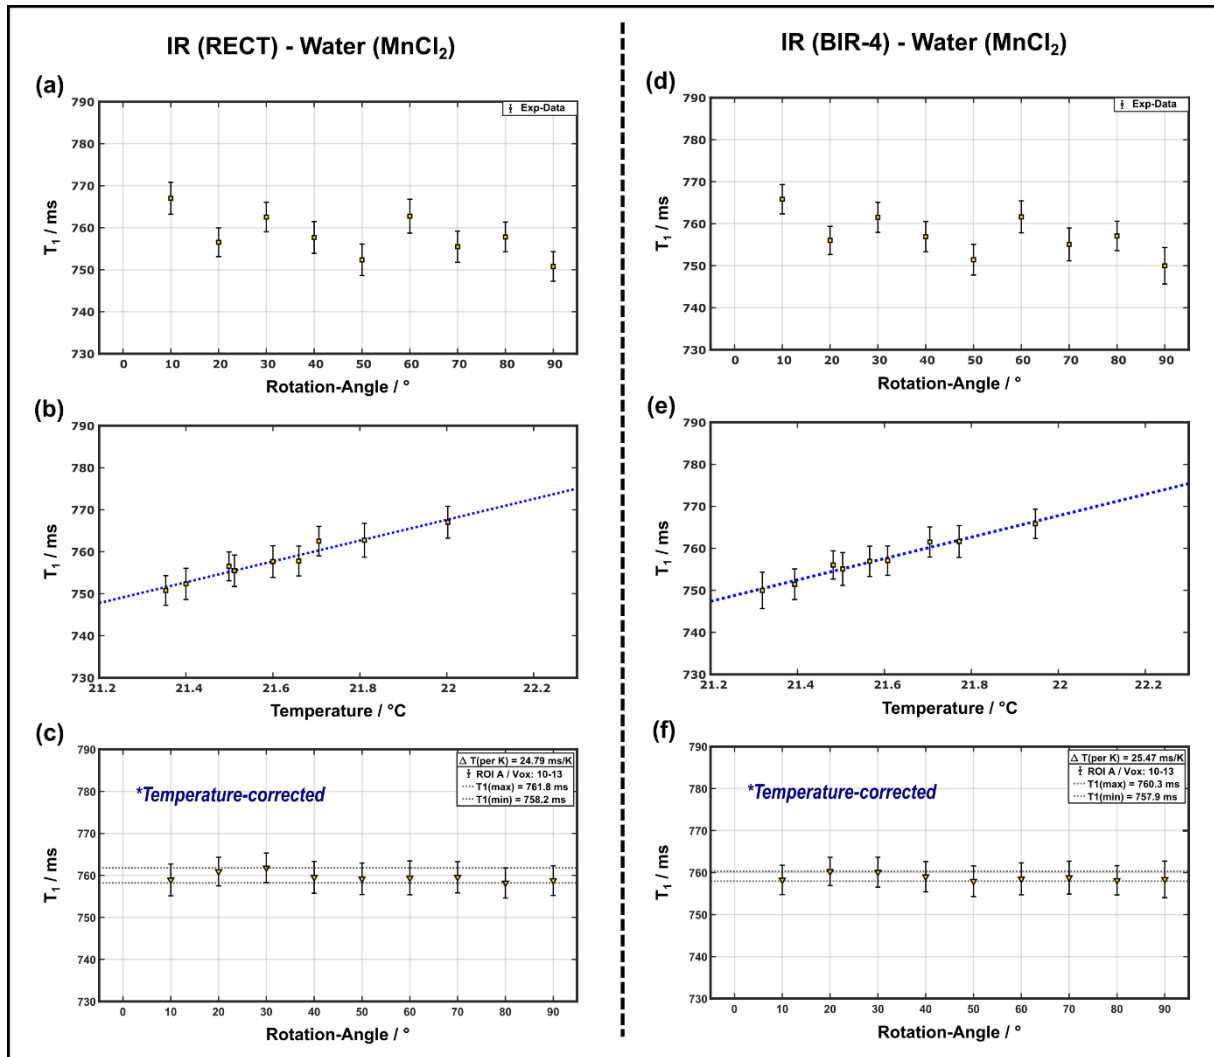 IR (RECT) - Water (MnCl₂)
(a)
790
780
770
760
750
740
730
T₁ / ms
Exp-Data
0 10 20 30 40 50 60 70 80 90
Rotation-Angle / °
(b)
790
780
770
760
750
740
730
T₁ / ms
21.2 21.4 21.6 21.8 22 22.2
Temperature / °C
(c)
790
780
770
760
750
740
730
T₁ / ms
*Temperature-corrected
Δ T(per K) = 24.79 ms/K
ROI A / Vox: 10-13
T1(max) = 761.8 ms
T1(min) = 758.2 ms
0 10 20 30 40 50 60 70 80 90
Rotation-Angle / °
IR (BIR-4) - Water (MnCl₂)
(d)
790
780
770
760
750
740
730
T₁ / ms
Exp-Data
0 10 20 30 40 50 60 70 80 90
Rotation-Angle / °
(e)
790
780
770
760
750
740
730
T₁ / ms
21.2 21.4 21.6 21.8 22 22.2
Temperature / °C
(f)
790
780
770
760
750
740
730
T₁ / ms
*Temperature-corrected
Δ T(per K) = 25.47 ms/K
ROI A / Vox: 10-13
T1(max) = 760.3 ms
T1(min) = 757.9 ms
0 10 20 30 40 50 60 70 80 90
Rotation-Angle / °